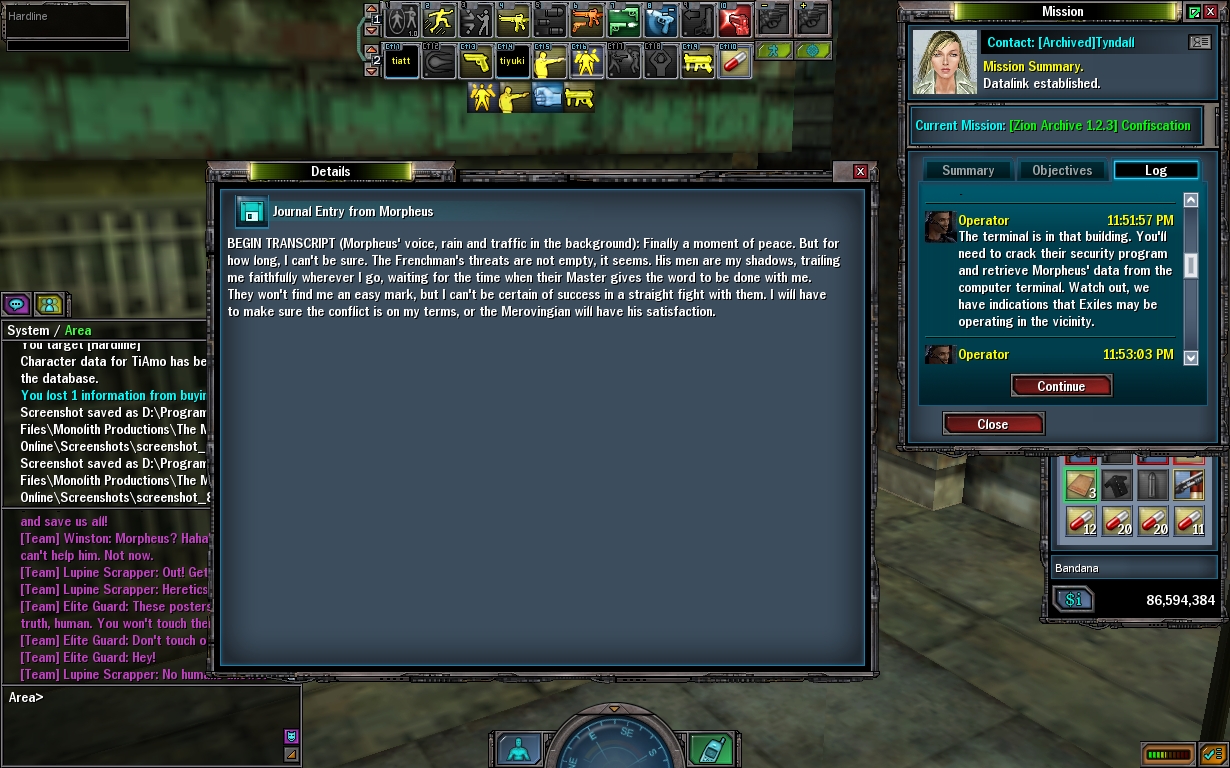 Hardline
1
2
tiatt
tiyuki
Mission
Contact: [Archived]Tyndall
Mission Summary.
Datalink established.
Current Mission: [Zion Archive 1.2.3] Confiscation
Summary
Objectives
Log
Operator 11:51:57 PM
The terminal is in that building. You'll
need to crack their security program
and retrieve Morpheus' data from the
computer terminal. Watch out, we
have indications that Exiles may be
operating in the vicinity.
Operator 11:53:03 PM
Continue
Close
Details
Journal Entry from Morpheus
BEGIN TRANSCRIPT (Morpheus' voice, rain and traffic in the background): Finally a moment of peace. But for
how long, I can't be sure. The Frenchman's threats are not empty, it seems. His men are my shadows, trailing
me faithfully wherever I go, waiting for the time when their Master gives the word to be done with me.
They won't find me an easy mark, but I can't be certain of success in a straight fight with them. I will have
to make sure the conflict is on my terms, or the Merovingian will have his satisfaction.
System / Area
You target [Hardline]
Character data for TiAmo has be
the database.
You lost 1 information from buyin
Screenshot saved as D:\Program
Files\Monolith Productions\The M
Online\Screenshots\screenshot_
Screenshot saved as D:\Program
Files\Monolith Productions\The M
Online\Screenshots\screenshot_8
and save us all!
[Team] Winston: Morpheus? Haha
can't help him. Not now.
[Team] Lupine Scrapper: Out! Get
[Team] Lupine Scrapper: Heretics
[Team] Elite Guard: These posters
truth, human. You won't touch the
[Team] Elite Guard: Don't touch o
[Team] Elite Guard: Hey!
[Team] Lupine Scrapper: No huma
Area>
3
12 20 20 11
Bandana
$i 86,594,384
E SE S
NE